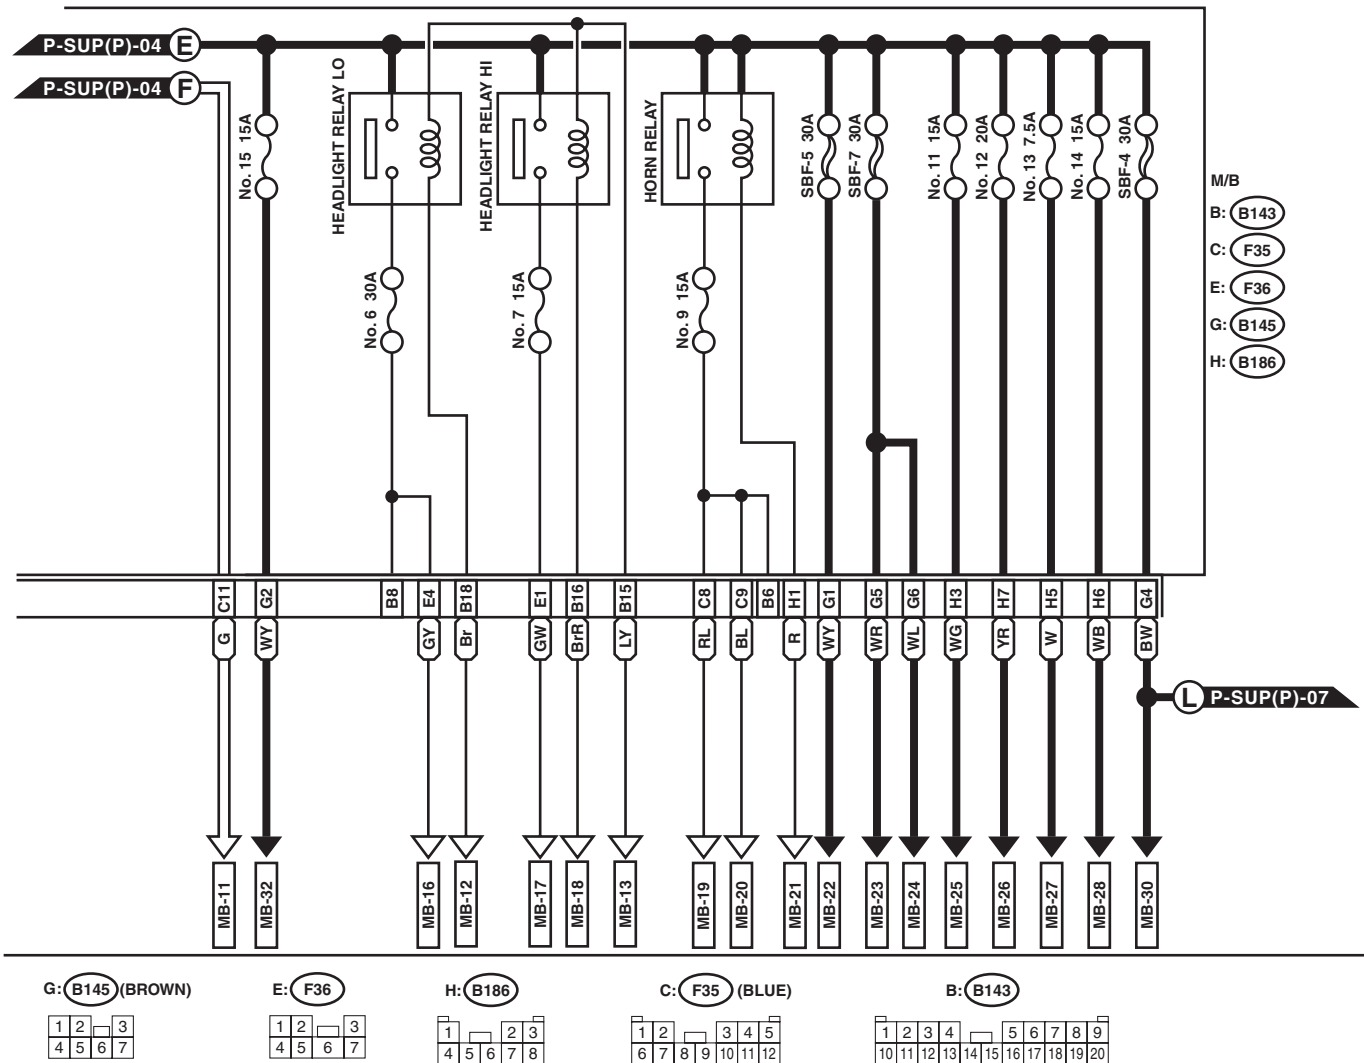 P-SUP(P)-04 E
P-SUP(P)-04 F
No. 15 15A
HEADLIGHT RELAY LO
HEADLIGHT RELAY HI
HORN RELAY
SBF-5 30A
SBF-7 30A
No. 11 15A
No. 12 20A
No. 13 7.5A
No. 14 15A
SBF-4 30A
M/B
B: B143
C: F35
E: F36
G: B145
H: B186
No. 6 30A
No. 7 15A
No. 9 15A
C11 G2 B8 E4 B18 E1 B16 B15 C8 C9 B6 H1 G1 G5 G6 H3 H7 H5 H6 G4
G WY GY Br GW BrR LY RL BL R WY WR WL WG YR W WB BW
L P-SUP(P)-07
MB-11 MB-32 MB-16 MB-12 MB-17 MB-18 MB-13 MB-19 MB-20 MB-21 MB-22 MB-23 MB-24 MB-25 MB-26 MB-27 MB-28 MB-30
G: B145 (BROWN)
1 2 3
4 5 6 7
E: F36
1 2 3
4 5 6 7
H: B186
1 2 3
4 5 6 7 8
C: F35 (BLUE)
1 2 3 4 5
6 7 8 9 10 11 12
B: B143
1 2 3 4 5 6 7 8 9
10 11 12 13 14 15 16 17 18 19 20